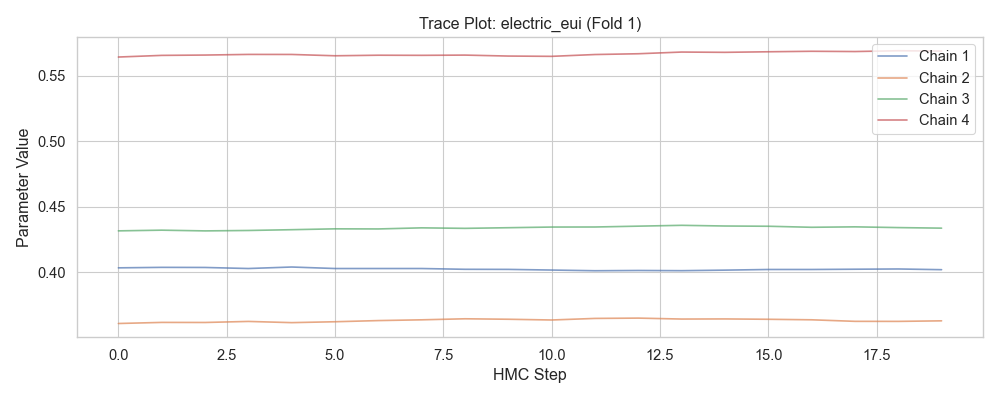 Trace Plot: electric_eui (Fold 1)
Parameter Value
0.55
0.50
0.45
0.40
Chain 1
Chain 2
Chain 3
Chain 4
0.0 2.5 5.0 7.5 10.0 12.5 15.0 17.5
HMC Step